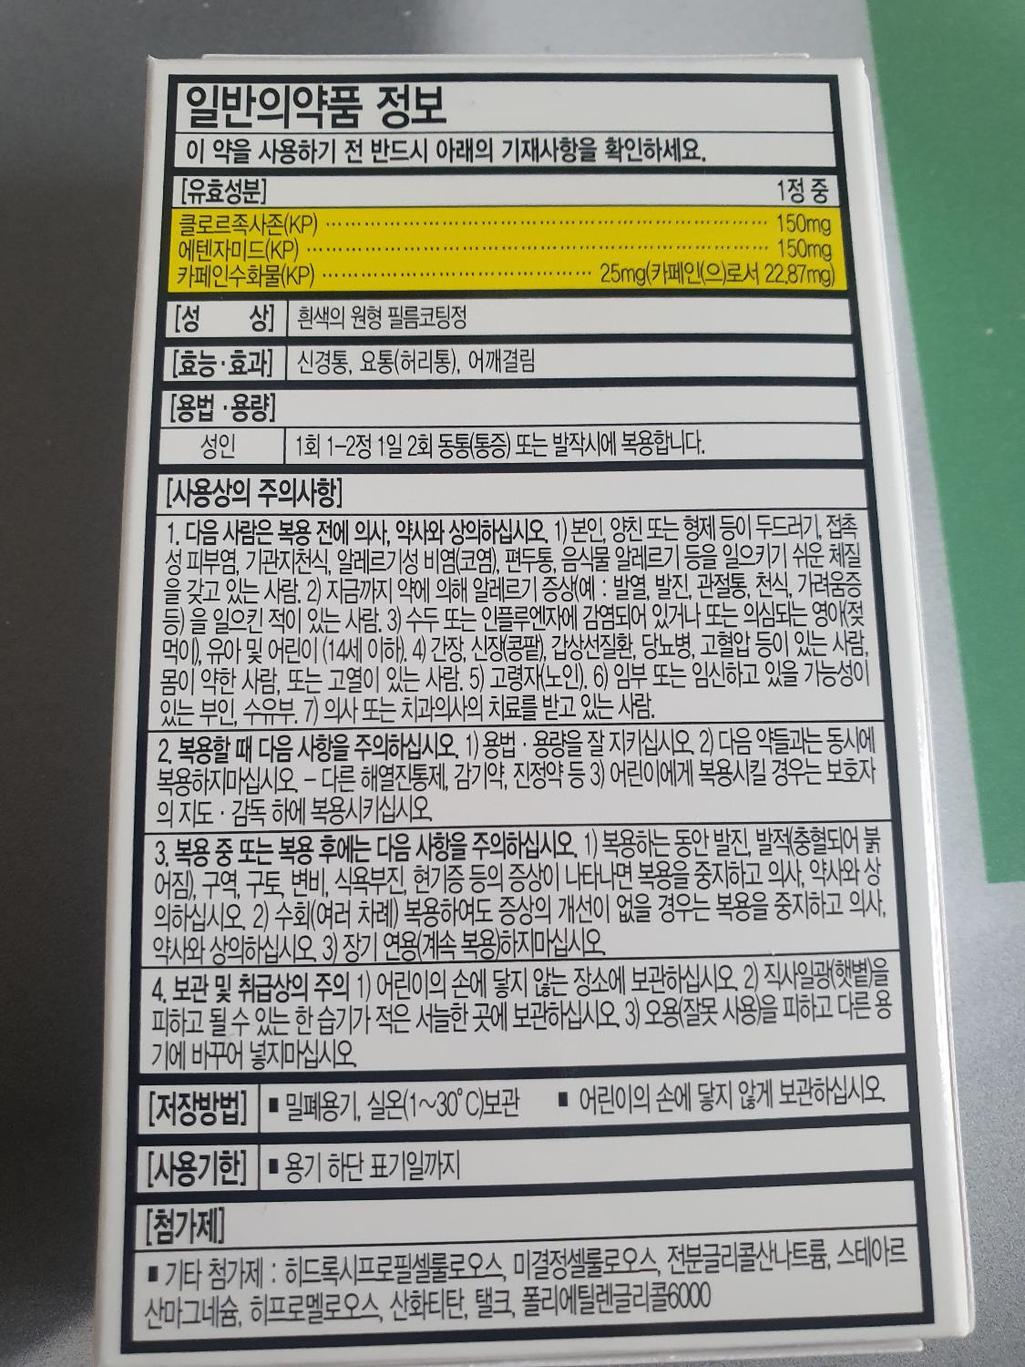 일반의약품 정보
이 약을 사용하기 전 반드시 아래의 기재사항을 확인하세요.
[유효성분] 1정 중
클로르족사존(KP) ⋯⋯⋯⋯⋯⋯⋯⋯⋯⋯ 150mg
에텐자미드(KP) ⋯⋯⋯⋯⋯⋯⋯⋯⋯⋯ 150mg
카페인수화물(KP) ⋯⋯⋯⋯⋯⋯ 25mg(카페인(으)로서 22.87mg)
[성 상] 흰색의 원형 필름코팅정
[효능·효과] 신경통, 요통(허리통), 어깨결림
[용법·용량]
성인 1회 1-2정 1일 2회 동통(통증) 또는 발작시에 복용합니다.
[사용상의 주의사항]
1. 다음 사람은 복용 전에 의사, 약사와 상의하십시오. 1) 본인, 양친 또는 형제 등이 두드러기, 접촉
성 피부염, 기관지천식, 알레르기성 비염(코염), 편두통, 음식물 알레르기 등을 일으키기 쉬운 체질
을 갖고 있는 사람. 2) 지금까지 약에 의해 알레르기 증상(예 : 발열, 발진, 관절통, 천식, 가려움증
등) 을 일으킨 적이 있는 사람. 3) 수두 또는 인플루엔자에 감염되어 있거나 또는 의심되는 영아(젖
먹이), 유아 및 어린이 (14세 이하). 4) 간장, 신장(콩팥), 갑상선질환, 당뇨병, 고혈압 등이 있는 사람,
몸이 약한 사람, 또는 고열이 있는 사람. 5) 고령자(노인). 6) 임부 또는 임신하고 있을 가능성이
있는 부인, 수유부. 7) 의사 또는 치과의사의 치료를 받고 있는 사람.
2. 복용할 때 다음 사항을 주의하십시오. 1) 용법·용량을 잘 지키십시오. 2) 다음 약들과는 동시에
복용하지마십시오. - 다른 해열진통제, 감기약, 진정약 등 3) 어린이에게 복용시킬 경우는 보호자
의 지도·감독 하에 복용시키십시오.
3. 복용 중 또는 복용 후에는 다음 사항을 주의하십시오. 1) 복용하는 동안 발진, 발적(충혈되어 붉
어짐), 구역, 구토, 변비, 식욕부진, 현기증 등의 증상이 나타나면 복용을 중지하고 의사, 약사와 상
의하십시오. 2) 수회(여러 차례) 복용하여도 증상의 개선이 없을 경우는 복용을 중지하고 의사,
약사와 상의하십시오. 3) 장기 연용(계속 복용)하지마십시오.
4. 보관 및 취급상의 주의 1) 어린이의 손에 닿지 않는 장소에 보관하십시오. 2) 직사일광(햇볕)을
피하고 될 수 있는 한 습기가 적은 서늘한 곳에 보관하십시오. 3) 오용(잘못 사용)을 피하고 다른 용
기에 바꾸어 넣지마십시오.
[저장방법] ▪ 밀폐용기, 실온(1~30℃)보관 ▪ 어린이의 손에 닿지 않게 보관하십시오.
[사용기한] ▪ 용기 하단 표기일까지
[첨가제]
▪ 기타 첨가제 : 히드록시프로필셀룰로오스, 미결정셀룰로오스, 전분글리콜산나트륨, 스테아르
산마그네슘, 히프로멜로오스, 산화티탄, 탤크, 폴리에틸렌글리콜6000